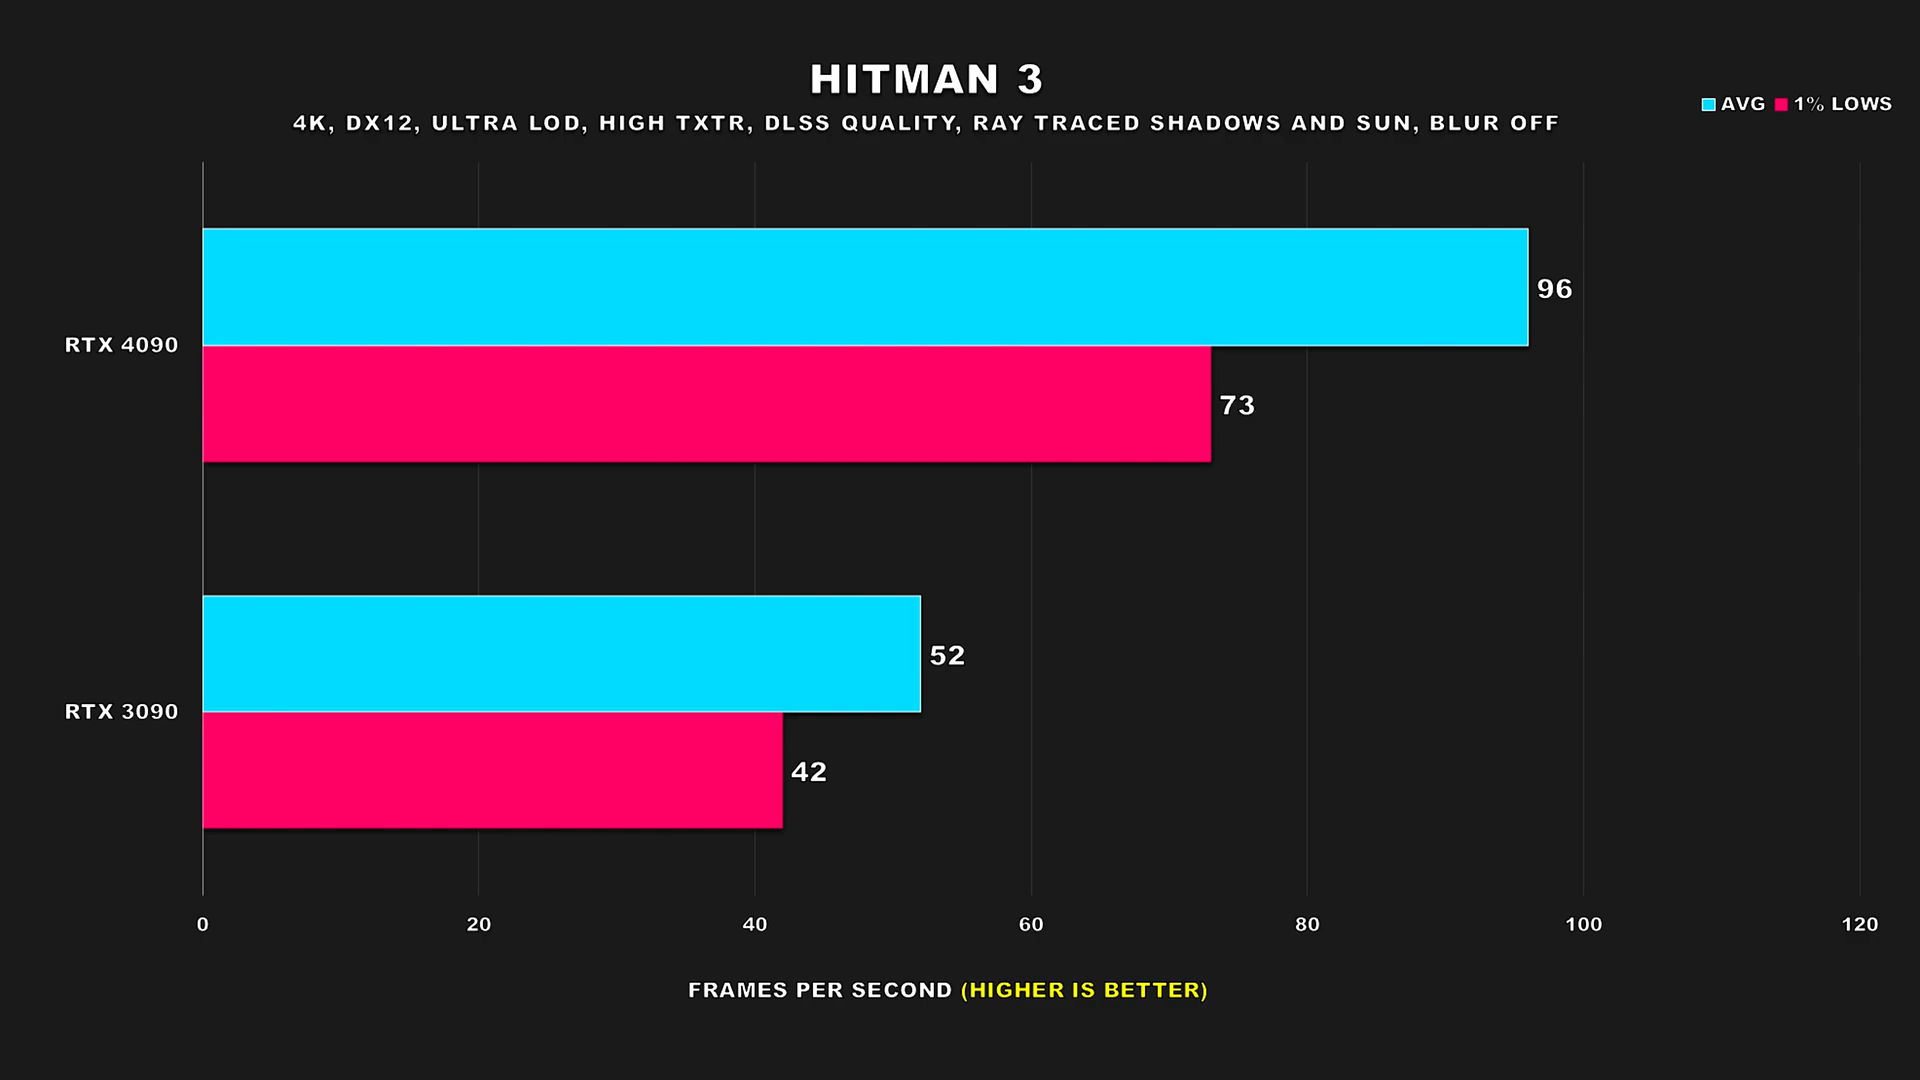 HITMAN 3
4K, DX12, ULTRA LOD, HIGH TXTR, DLSS QUALITY, RAY TRACED SHADOWS AND SUN, BLUR OFF
AVG 1% LOWS
96
RTX 4090
73
52
RTX 3090
42
0 20 40 60 80 100 120
FRAMES PER SECOND (HIGHER IS BETTER)